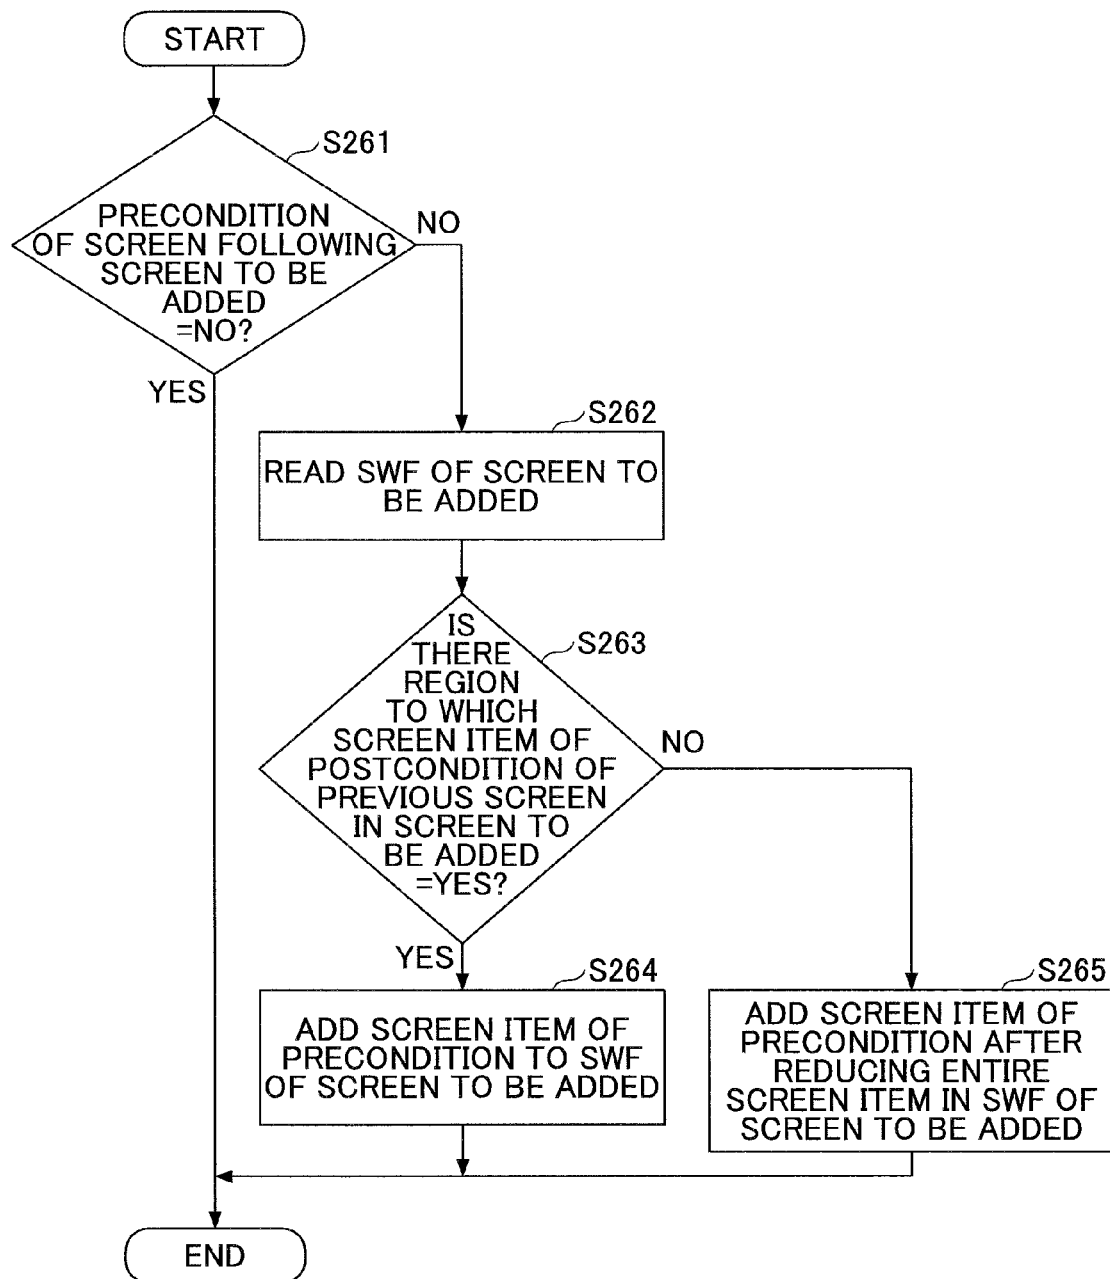 START
S261
PRECONDITION
OF SCREEN FOLLOWING
SCREEN TO BE
ADDED
=NO?
NO
YES
S262
READ SWF OF SCREEN TO
BE ADDED
S263
IS
THERE
REGION
TO WHICH
SCREEN ITEM OF
POSTCONDITION OF
PREVIOUS SCREEN
IN SCREEN TO
BE ADDED
=YES?
NO
YES
S264
ADD SCREEN ITEM OF
PRECONDITION TO SWF
OF SCREEN TO BE ADDED
S265
ADD SCREEN ITEM OF
PRECONDITION AFTER
REDUCING ENTIRE
SCREEN ITEM IN SWF OF
SCREEN TO BE ADDED
END